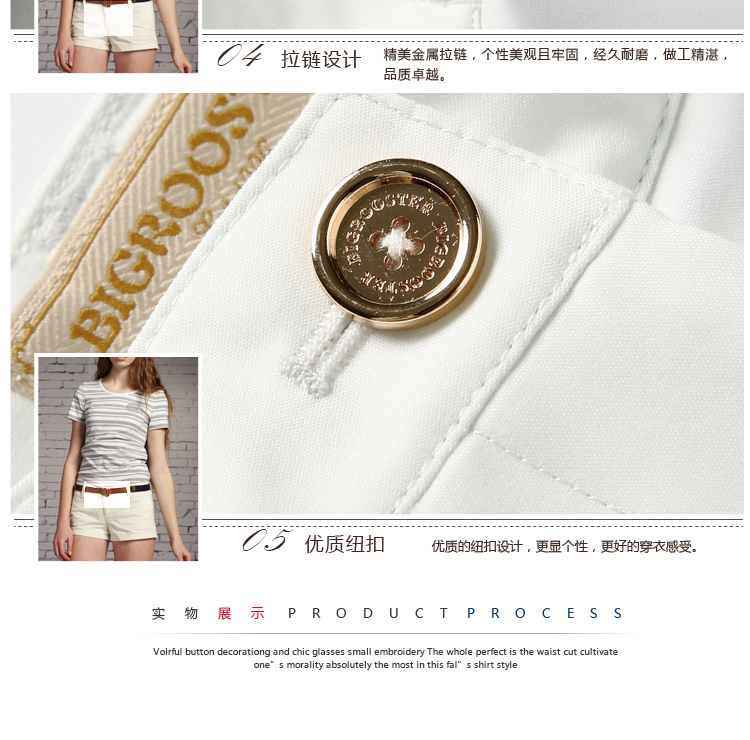 04 拉链设计
精美金属拉链，个性美观且牢固，经久耐磨，做工精湛，
品质卓越。
BIGROOS
BIGROOSTER BIGROOSTER
05 优质纽扣
优质的纽扣设计，更显个性，更好的穿衣感受。
实 物 展 示 P R O D U C T P R O C E S S
Volrful button decorationg and chic glasses small embroidery The whole perfect is the waist cut cultivate
one”s morality absolutely the most in this fal”s shirt style